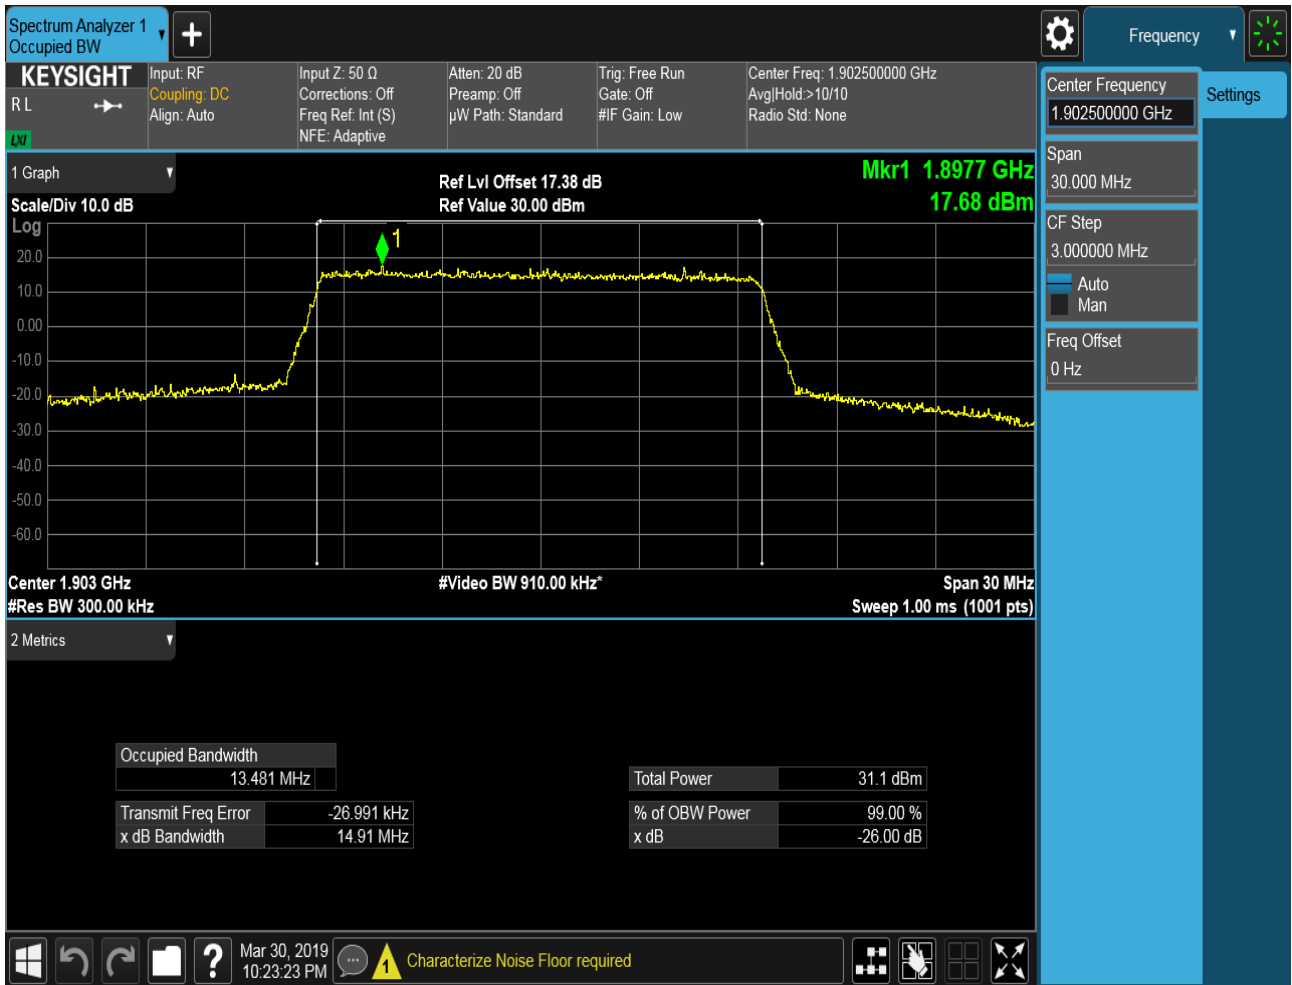 Spectrum Analyzer 1
Occupied BW
Frequency
KEYSIGHT
R L
LXI
Input: RF
Coupling: DC
Align: Auto
Input Z: 50 Ω
Corrections: Off
Freq Ref: Int (S)
NFE: Adaptive
Atten: 20 dB
Preamp: Off
µW Path: Standard
Trig: Free Run
Gate: Off
#IF Gain: Low
Center Freq: 1.902500000 GHz
Avg|Hold:>10/10
Radio Std: None
Center Frequency
1.902500000 GHz
Settings
Span
30.000 MHz
CF Step
3.000000 MHz
Auto
Man
Freq Offset
0 Hz
1 Graph
Scale/Div 10.0 dB
Ref Lvl Offset 17.38 dB
Ref Value 30.00 dBm
Mkr1 1.8977 GHz
17.68 dBm
Log
1
20.0
10.0
0.00
-10.0
-20.0
-30.0
-40.0
-50.0
-60.0
Center 1.903 GHz
#Video BW 910.00 kHz*
Span 30 MHz
#Res BW 300.00 kHz
Sweep 1.00 ms (1001 pts)
2 Metrics
Occupied Bandwidth
13.481 MHz
Transmit Freq Error -26.991 kHz
x dB Bandwidth 14.91 MHz
Total Power 31.1 dBm
% of OBW Power 99.00 %
x dB -26.00 dB
?
Mar 30, 2019
10:23:23 PM
1
Characterize Noise Floor required